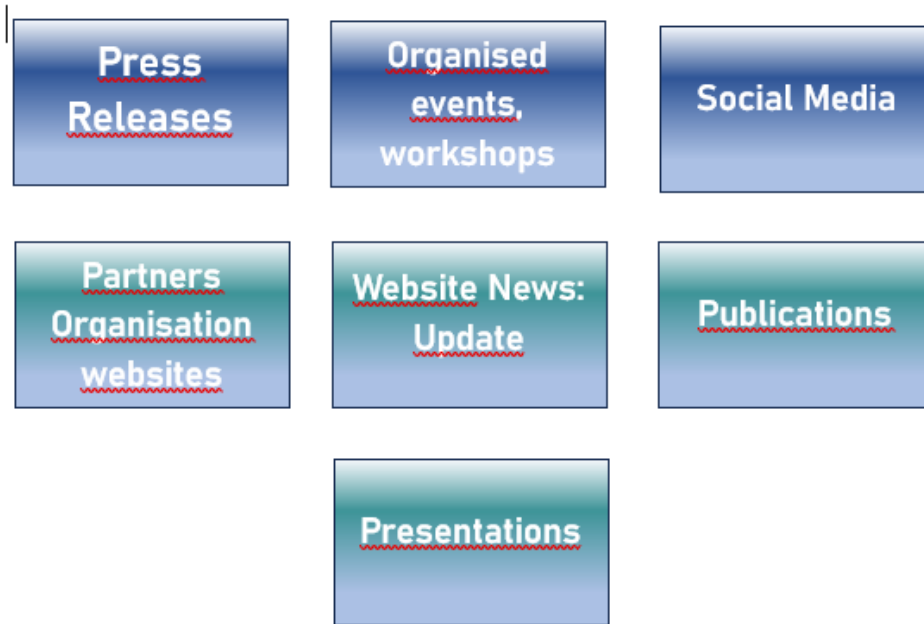 Press
Releases
Organised
events,
workshops
Social Media
Partners
Organisation
websites
Website News:
Update
Publications
Presentations